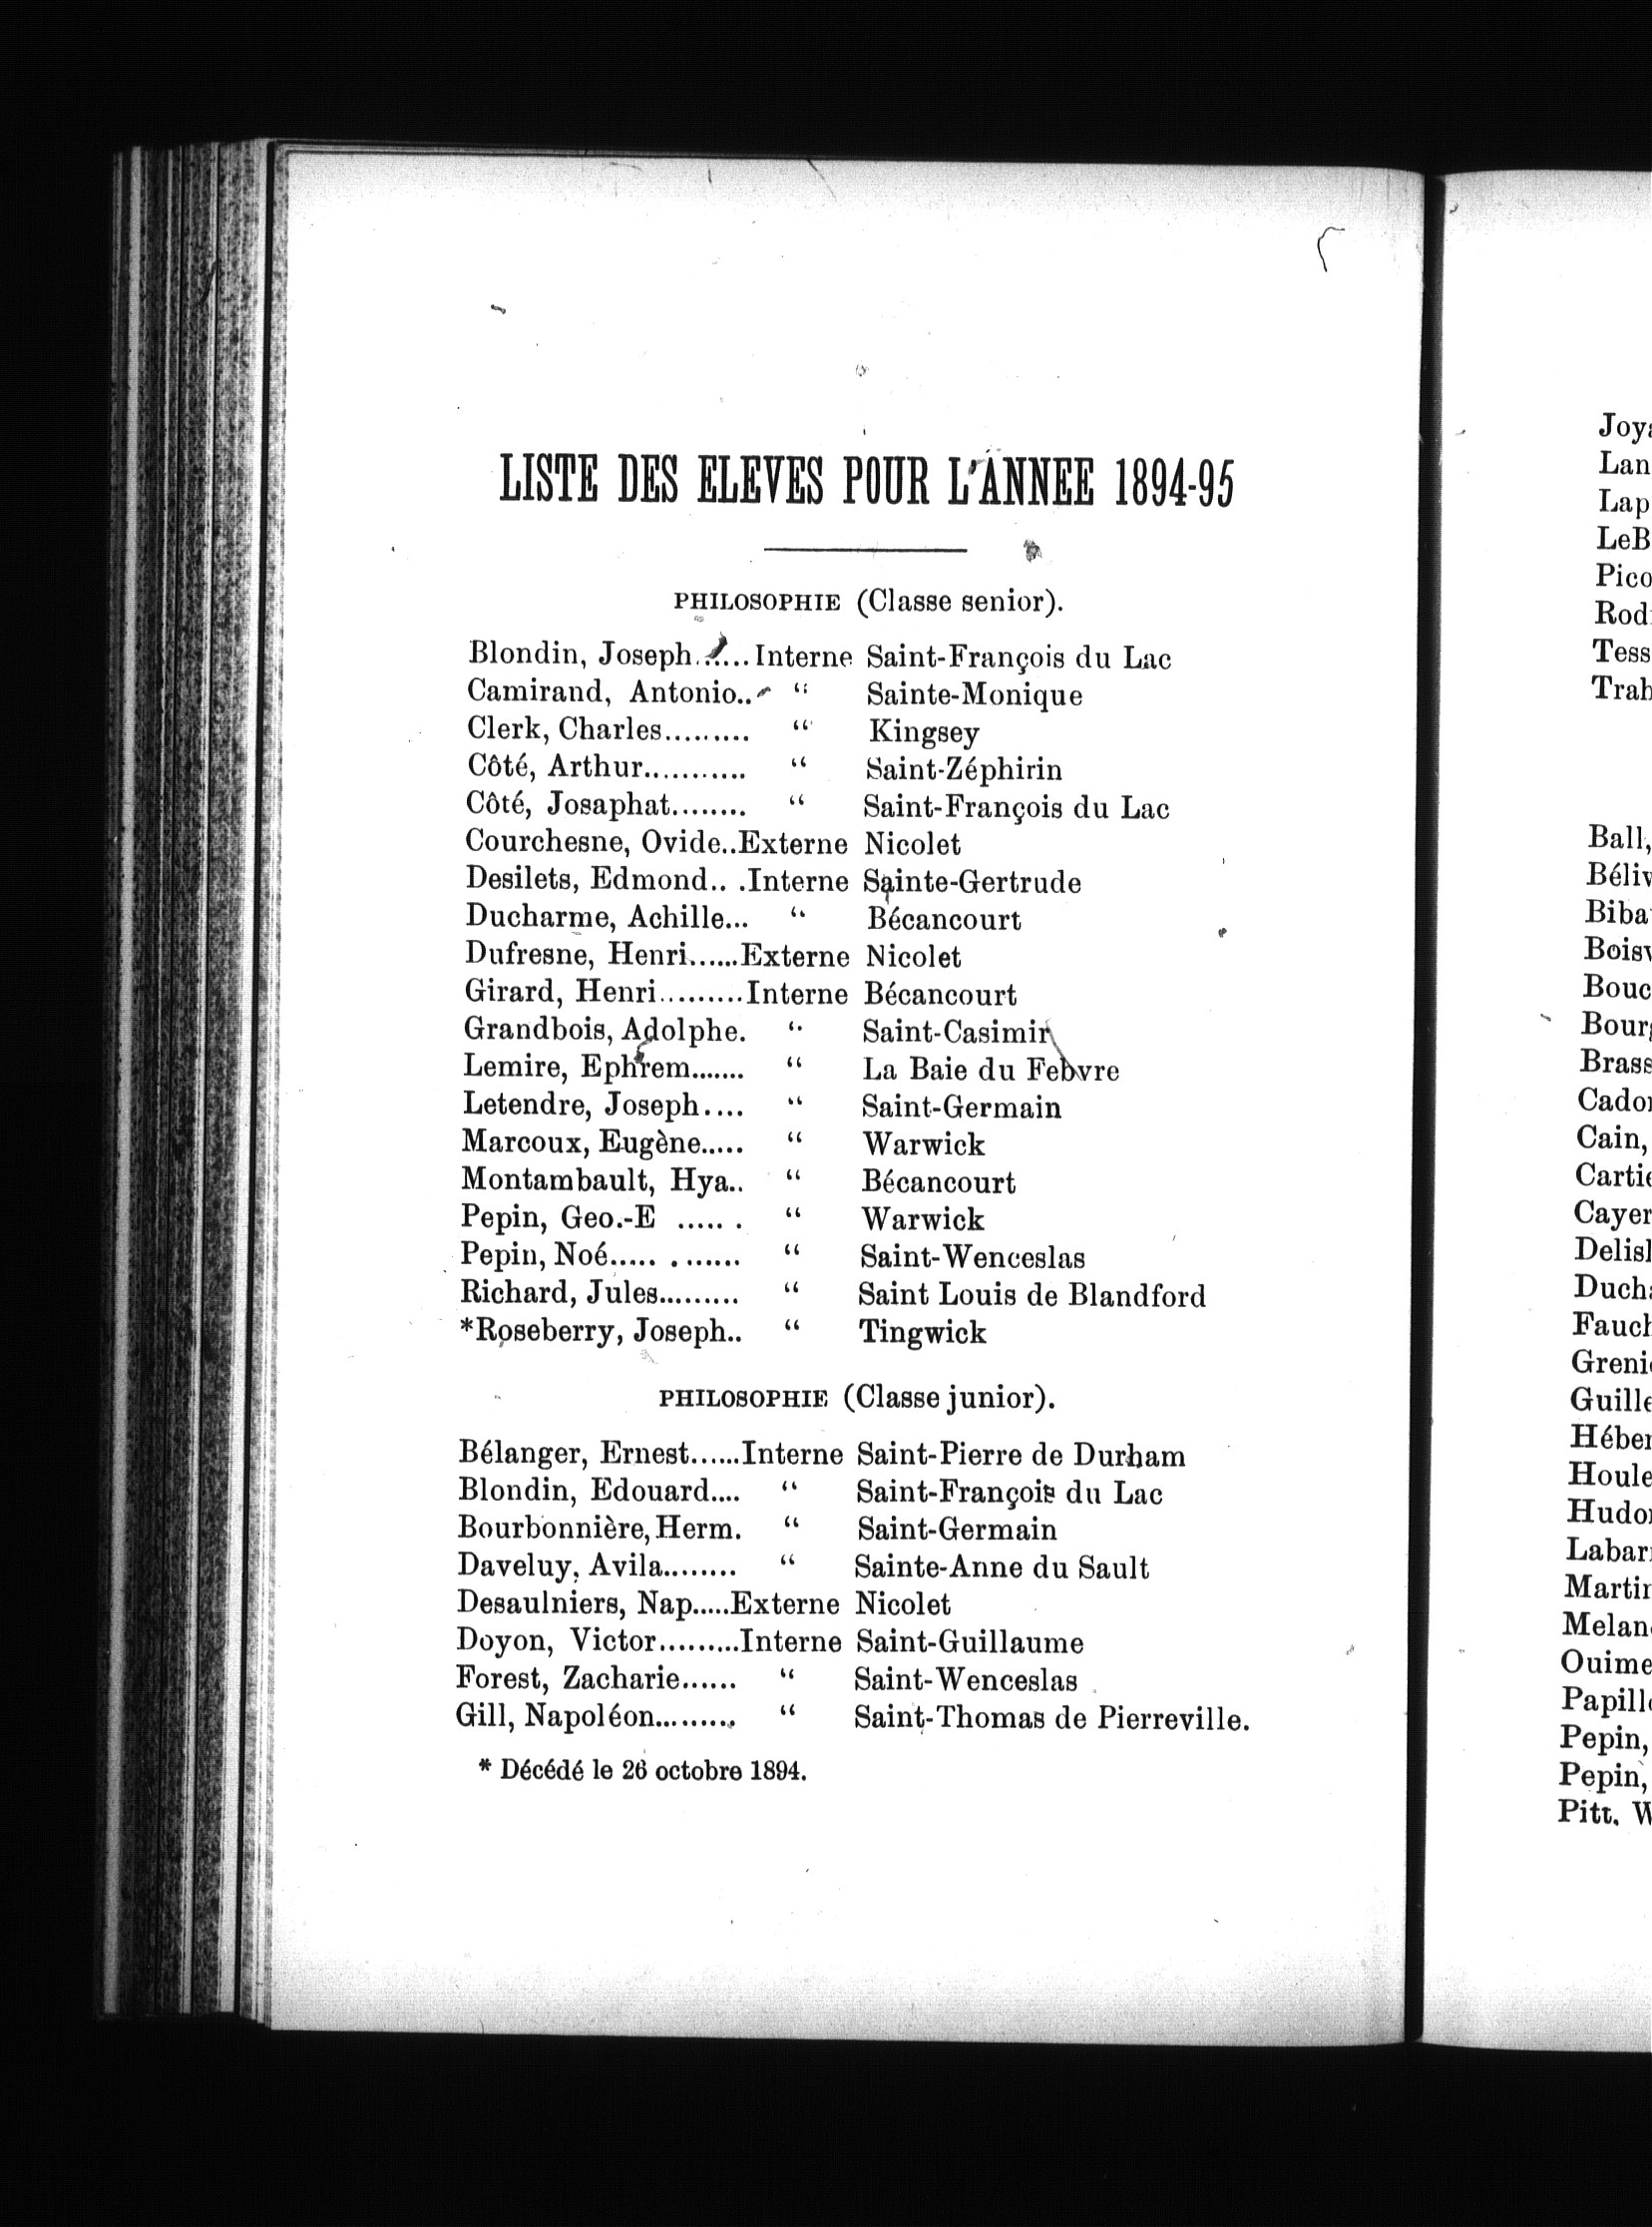 LISTE DES ELEVES POUR L'ANNEE 1894-95
PHILOSOPHIE (Classe senior).
Blondin, Joseph......Interne Saint-François du Lac
Camirand, Antonio.. “ Sainte-Monique
Clerk, Charles......... “ Kingsey
Côté, Arthur........... “ Saint-Zéphirin
Côté, Josaphat........ “ Saint-François du Lac
Courchesne, Ovide..Externe Nicolet
Desilets, Edmond.. .Interne Sainte-Gertrude
Ducharme, Achille... “ Bécancourt
Dufresne, Henri......Externe Nicolet
Girard, Henri.........Interne Bécancourt
Grandbois, Adolphe. “ Saint-Casimir
Lemire, Ephrem....... “ La Baie du Febvre
Letendre, Joseph.... “ Saint-Germain
Marcoux, Eugène..... “ Warwick
Montambault, Hya.. “ Bécancourt
Pepin, Geo.-E ...... . “ Warwick
Pepin, Noé..... . ...... “ Saint-Wenceslas
Richard, Jules......... “ Saint Louis de Blandford
*Roseberry, Joseph.. “ Tingwick
PHILOSOPHIE (Classe junior).
Bélanger, Ernest......Interne Saint-Pierre de Durham
Blondin, Edouard.... “ Saint-François du Lac
Bourbonnière, Herm. “ Saint-Germain
Daveluy, Avila........ “ Sainte-Anne du Sault
Desaulniers, Nap.....Externe Nicolet
Doyon, Victor.........Interne Saint-Guillaume
Forest, Zacharie...... “ Saint-Wenceslas
Gill, Napoléon......... “ Saint-Thomas de Pierreville.
* Décédé le 26 octobre 1894.
Ball,
Cain,
Pepin,
Pepin,
Pitt,